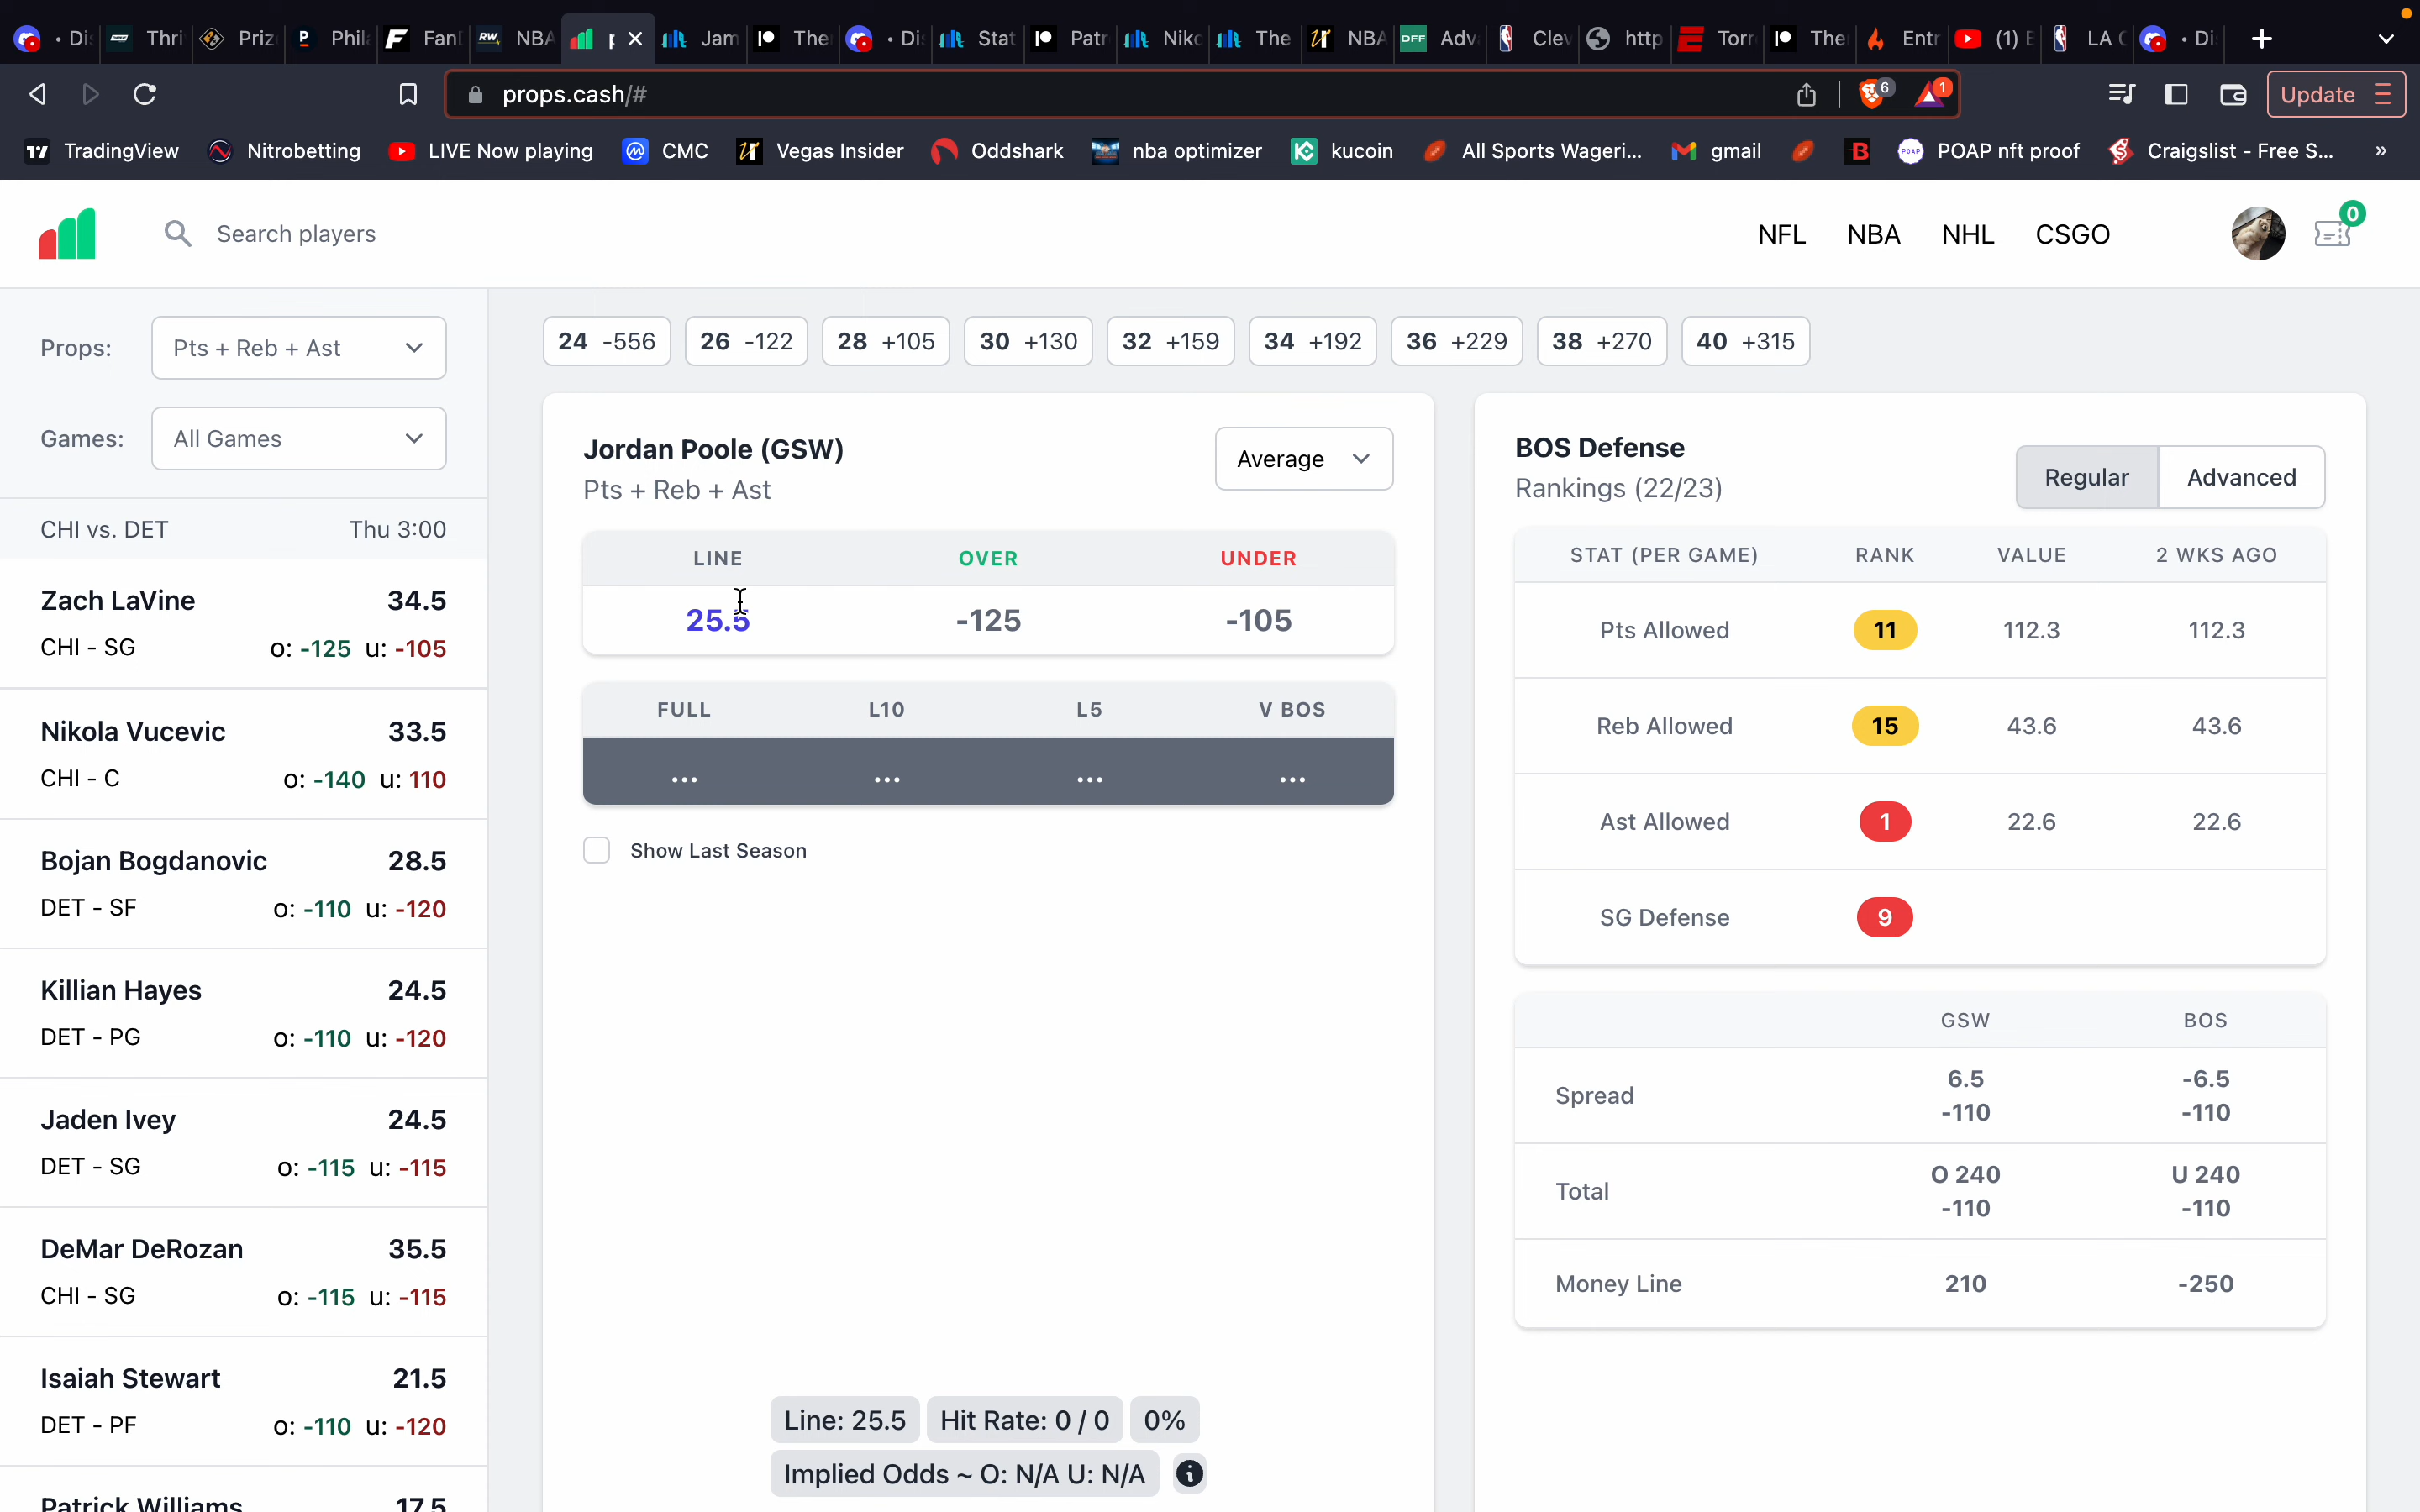 • Di
Thri
Priz
Phil
Fan
NBA
Jam
The
• Di
Stat
Patr
Nik
The
NBA
Adv
Clev
http
Torr
The
Entr
(1) E
LA C
• Di
props.cash/#
6
1
Update
TradingView
Nitrobetting
LIVE Now playing
CMC
Vegas Insider
Oddshark
nba optimizer
kucoin
All Sports Wageri...
gmail
POAP nft proof
Craigslist - Free S...
»
Search players
NFL NBA NHL CSGO
0
Props: Pts + Reb + Ast
Games: All Games
CHI vs. DET Thu 3:00
Zach LaVine 34.5
CHI - SG o: -125 u: -105
Nikola Vucevic 33.5
CHI - C o: -140 u: 110
Bojan Bogdanovic 28.5
DET - SF o: -110 u: -120
Killian Hayes 24.5
DET - PG o: -110 u: -120
Jaden Ivey 24.5
DET - SG o: -115 u: -115
DeMar DeRozan 35.5
CHI - SG o: -115 u: -115
Isaiah Stewart 21.5
DET - PF o: -110 u: -120
Patrick Williams 17.5
24 -556 26 -122 28 +105 30 +130 32 +159 34 +192 36 +229 38 +270 40 +315
Jordan Poole (GSW)
Pts + Reb + Ast
Average
LINE OVER UNDER
25.5 -125 -105
FULL L10 L5 V BOS
... ... ... ...
Show Last Season
Line: 25.5 Hit Rate: 0 / 0 0%
Implied Odds ~ O: N/A U: N/A
BOS Defense
Rankings (22/23)
Regular Advanced
STAT (PER GAME) RANK VALUE 2 WKS AGO
Pts Allowed 11 112.3 112.3
Reb Allowed 15 43.6 43.6
Ast Allowed 1 22.6 22.6
SG Defense 9
GSW BOS
Spread 6.5 -6.5
-110 -110
Total O 240 U 240
-110 -110
Money Line 210 -250